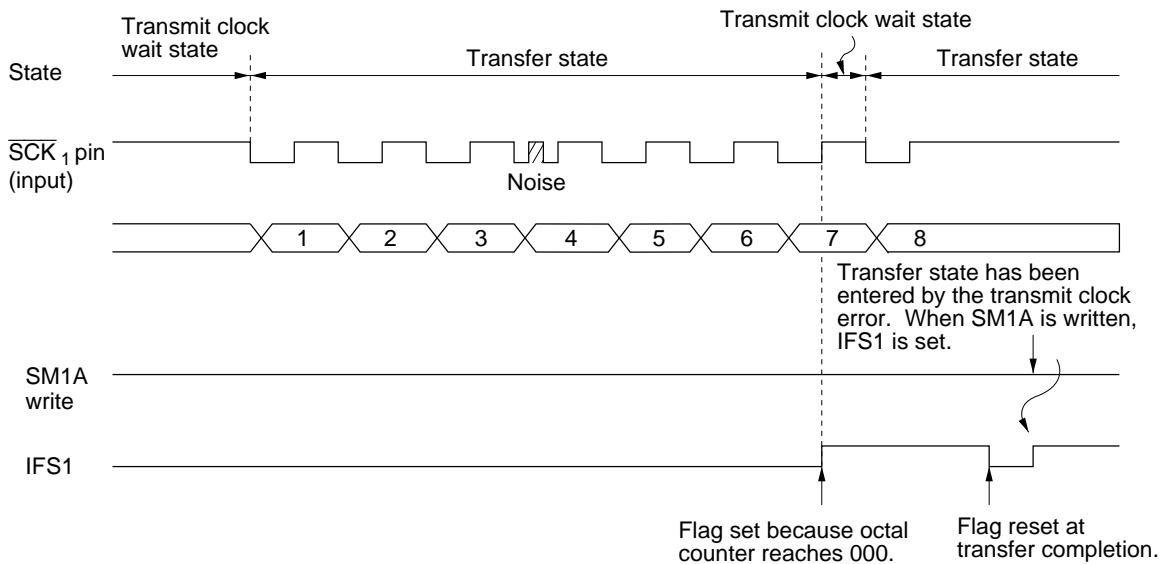 Transmit clock
wait state
Transmit clock wait state
State
Transfer state
Transfer state
SCK 1 pin
(input)
Noise
1 2 3 4 5 6 7 8
Transfer state has been
entered by the transmit clock
error. When SM1A is written,
IFS1 is set.
SM1A
write
IFS1
Flag set because octal
counter reaches 000.
Flag reset at
transfer completion.